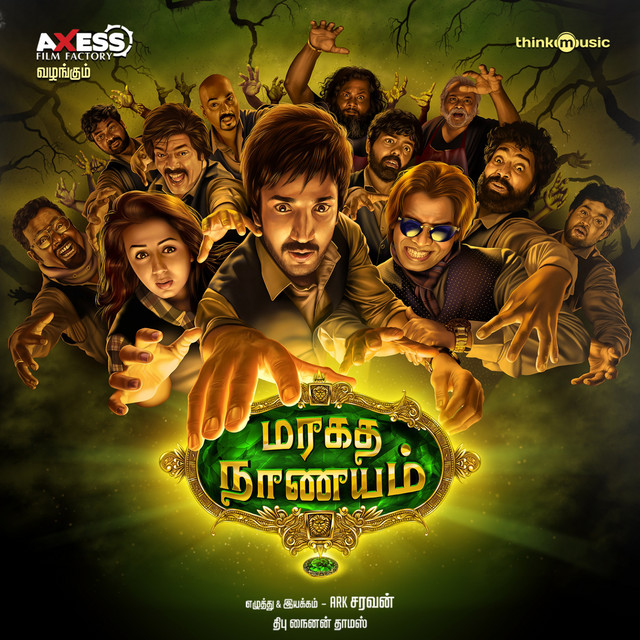 AXESS
FILM FACTORY
வழங்கும்
think music
மரகத
நாணயம்
எழுத்து & இயக்கம் - ARK சரவன்
திபு நைனன் தாமஸ்